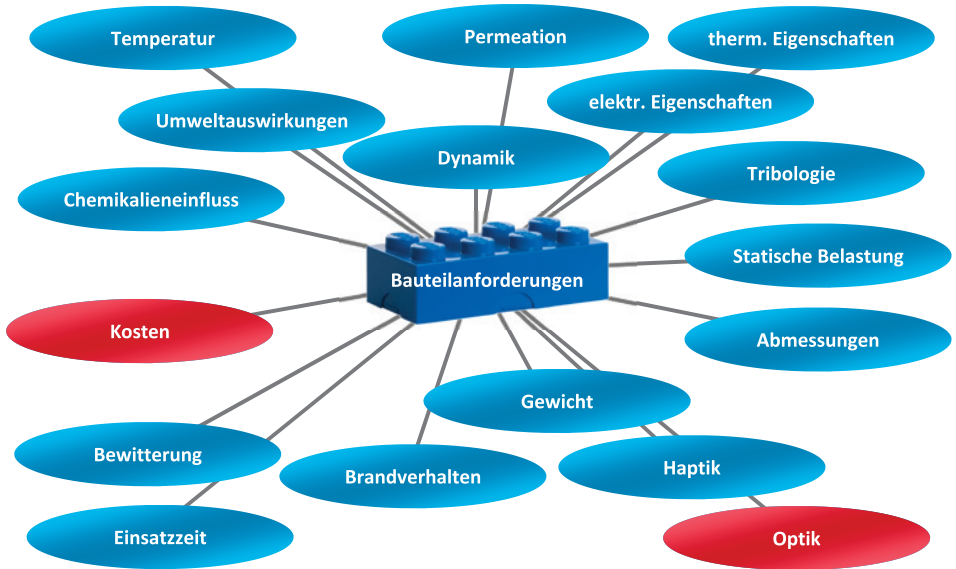 Temperatur
Permeation
therm. Eigenschaften
Umweltauswirkungen
elektr. Eigenschaften
Dynamik
Tribologie
Chemikalieneinfluss
Statische Belastung
Bauteilanforderungen
Kosten
Abmessungen
Gewicht
Bewitterung
Haptik
Brandverhalten
Einsatzzeit
Optik